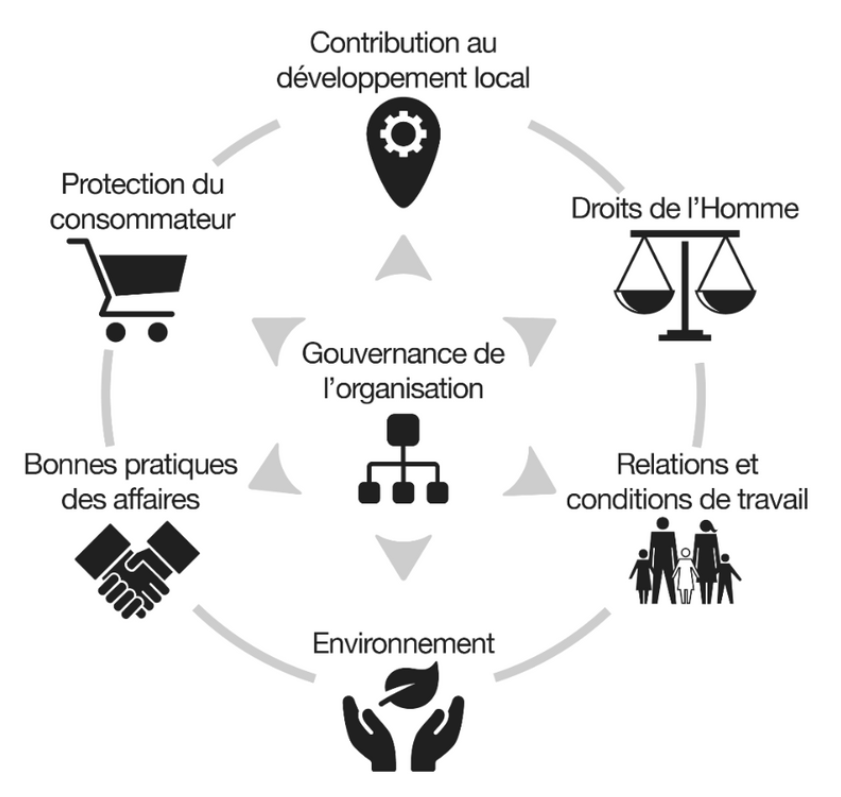 Contribution au
développement local
Protection du
consommateur
Droits de l’Homme
Gouvernance de
l’organisation
Bonnes pratiques
des affaires
Relations et
conditions de travail
Environnement